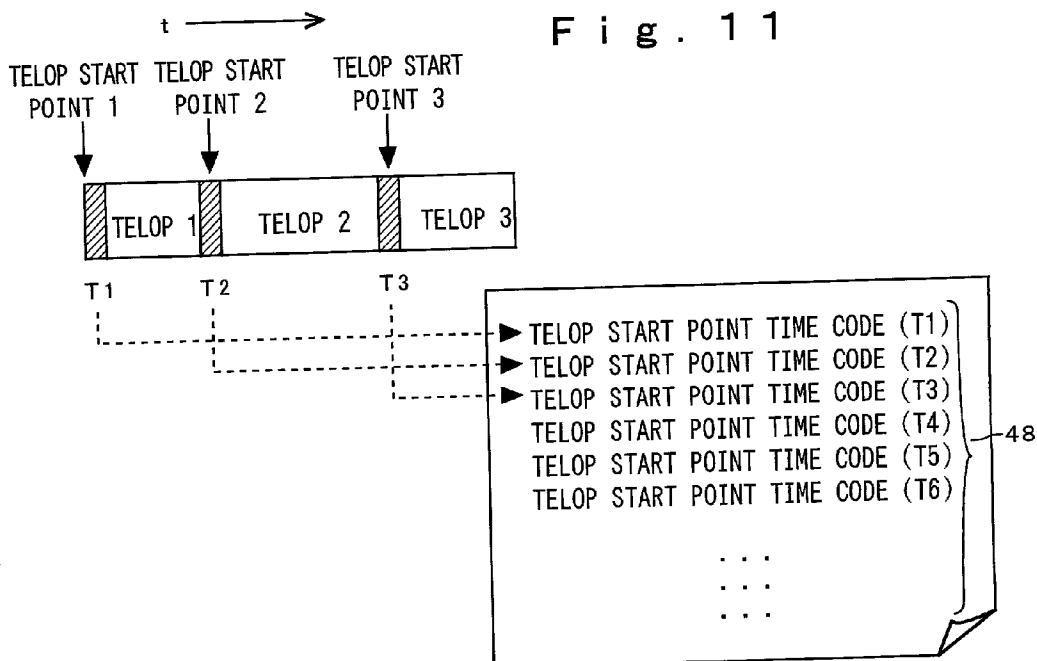 t
Fig. 11
TELOP START POINT 1
TELOP START POINT 2
TELOP START POINT 3
TELOP 1
TELOP 2
TELOP 3
T1
T2
T3
TELOP START POINT TIME CODE (T1)
TELOP START POINT TIME CODE (T2)
TELOP START POINT TIME CODE (T3)
TELOP START POINT TIME CODE (T4)
TELOP START POINT TIME CODE (T5)
TELOP START POINT TIME CODE (T6)
48
. . .
. . .
. . .